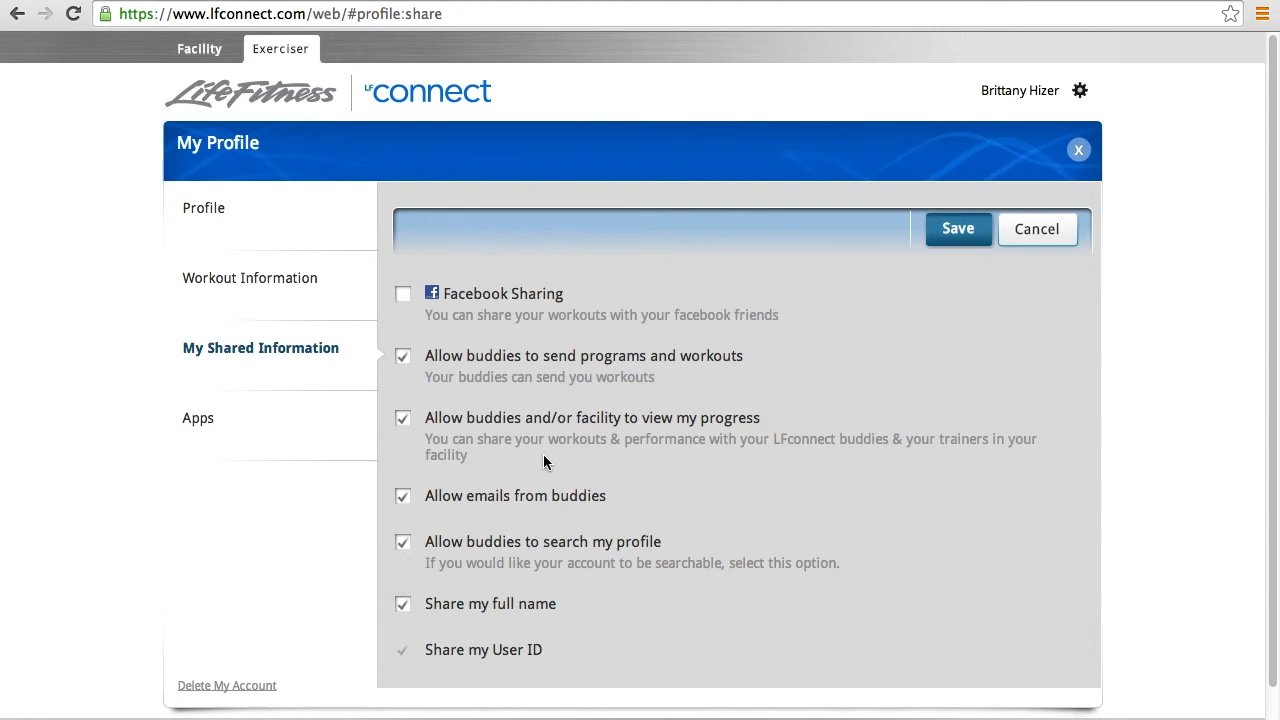 https://www.lfconnect.com/web/#profile:share
Facility
Exerciser
LifeFitness
LFconnect
Brittany Hizer
My Profile
X
Profile
Workout Information
My Shared Information
Apps
Delete My Account
Save
Cancel
Facebook Sharing
You can share your workouts with your facebook friends
Allow buddies to send programs and workouts
Your buddies can send you workouts
Allow buddies and/or facility to view my progress
You can share your workouts & performance with your LFconnect buddies & your trainers in your
facility
Allow emails from buddies
Allow buddies to search my profile
If you would like your account to be searchable, select this option.
Share my full name
Share my User ID